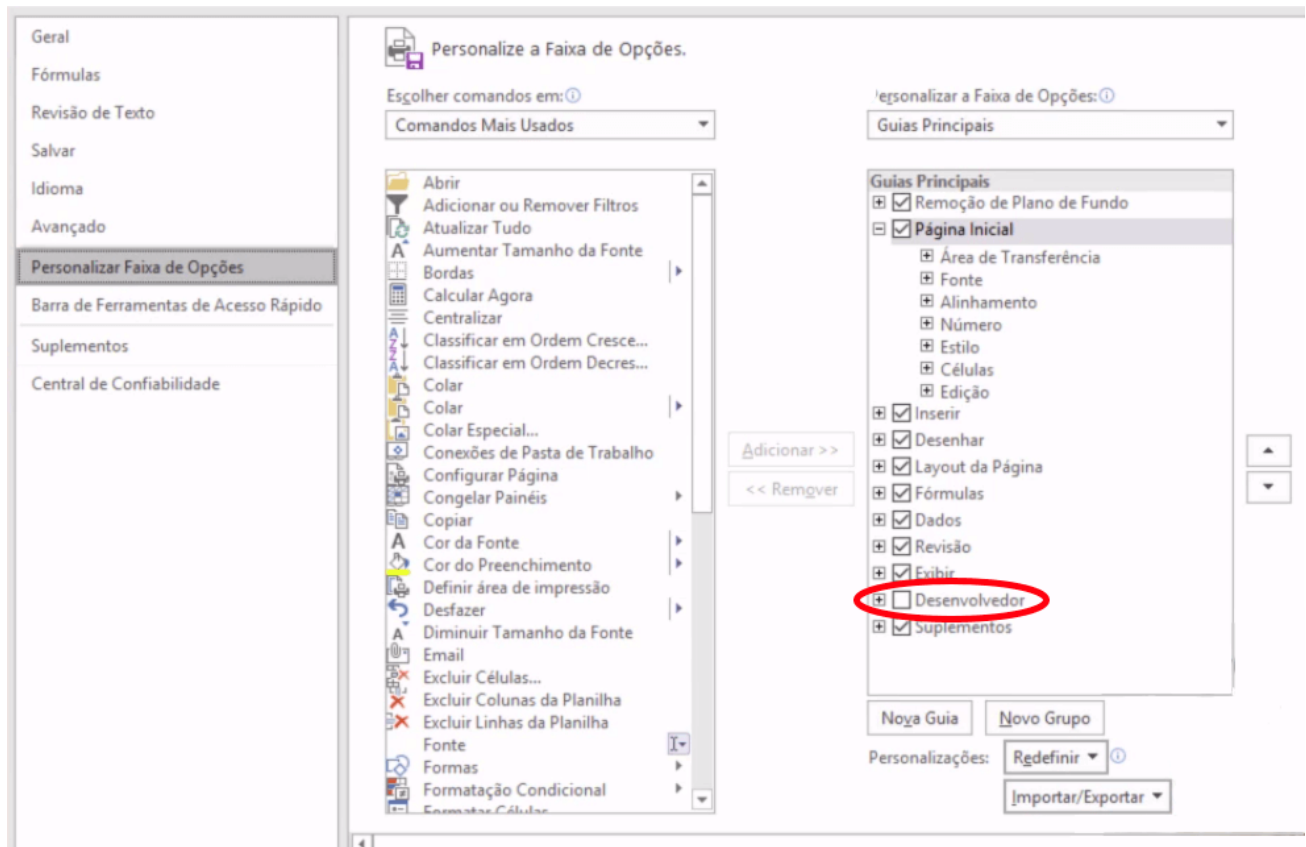 Geral
Fórmulas
Revisão de Texto
Salvar
Idioma
Avançado
Personalizar Faixa de Opções
Barra de Ferramentas de Acesso Rápido
Suplementos
Central de Confiabilidade
Personalize a Faixa de Opções.
Escolher comandos em:
Comandos Mais Usados
Abrir
Adicionar ou Remover Filtros
Atualizar Tudo
Aumentar Tamanho da Fonte
Bordas
Calcular Agora
Centralizar
Classificar em Ordem Cresce...
Classificar em Ordem Decres...
Colar
Colar
Colar Especial...
Conexões de Pasta de Trabalho
Configurar Página
Congelar Painéis
Copiar
Cor da Fonte
Cor do Preenchimento
Definir área de impressão
Desfazer
Diminuir Tamanho da Fonte
Email
Excluir Células...
Excluir Colunas da Planilha
Excluir Linhas da Planilha
Fonte
Formas
Formatação Condicional
Formatar Células
Adicionar >>
<< Remover
Personalizar a Faixa de Opções:
Guias Principais
Guias Principais
Remoção de Plano de Fundo
Página Inicial
Área de Transferência
Fonte
Alinhamento
Número
Estilo
Células
Edição
Inserir
Desenhar
Layout da Página
Fórmulas
Dados
Revisão
Exibir
Desenvolvedor
Suplementos
Nova Guia
Novo Grupo
Personalizações:
Redefinir
Importar/Exportar